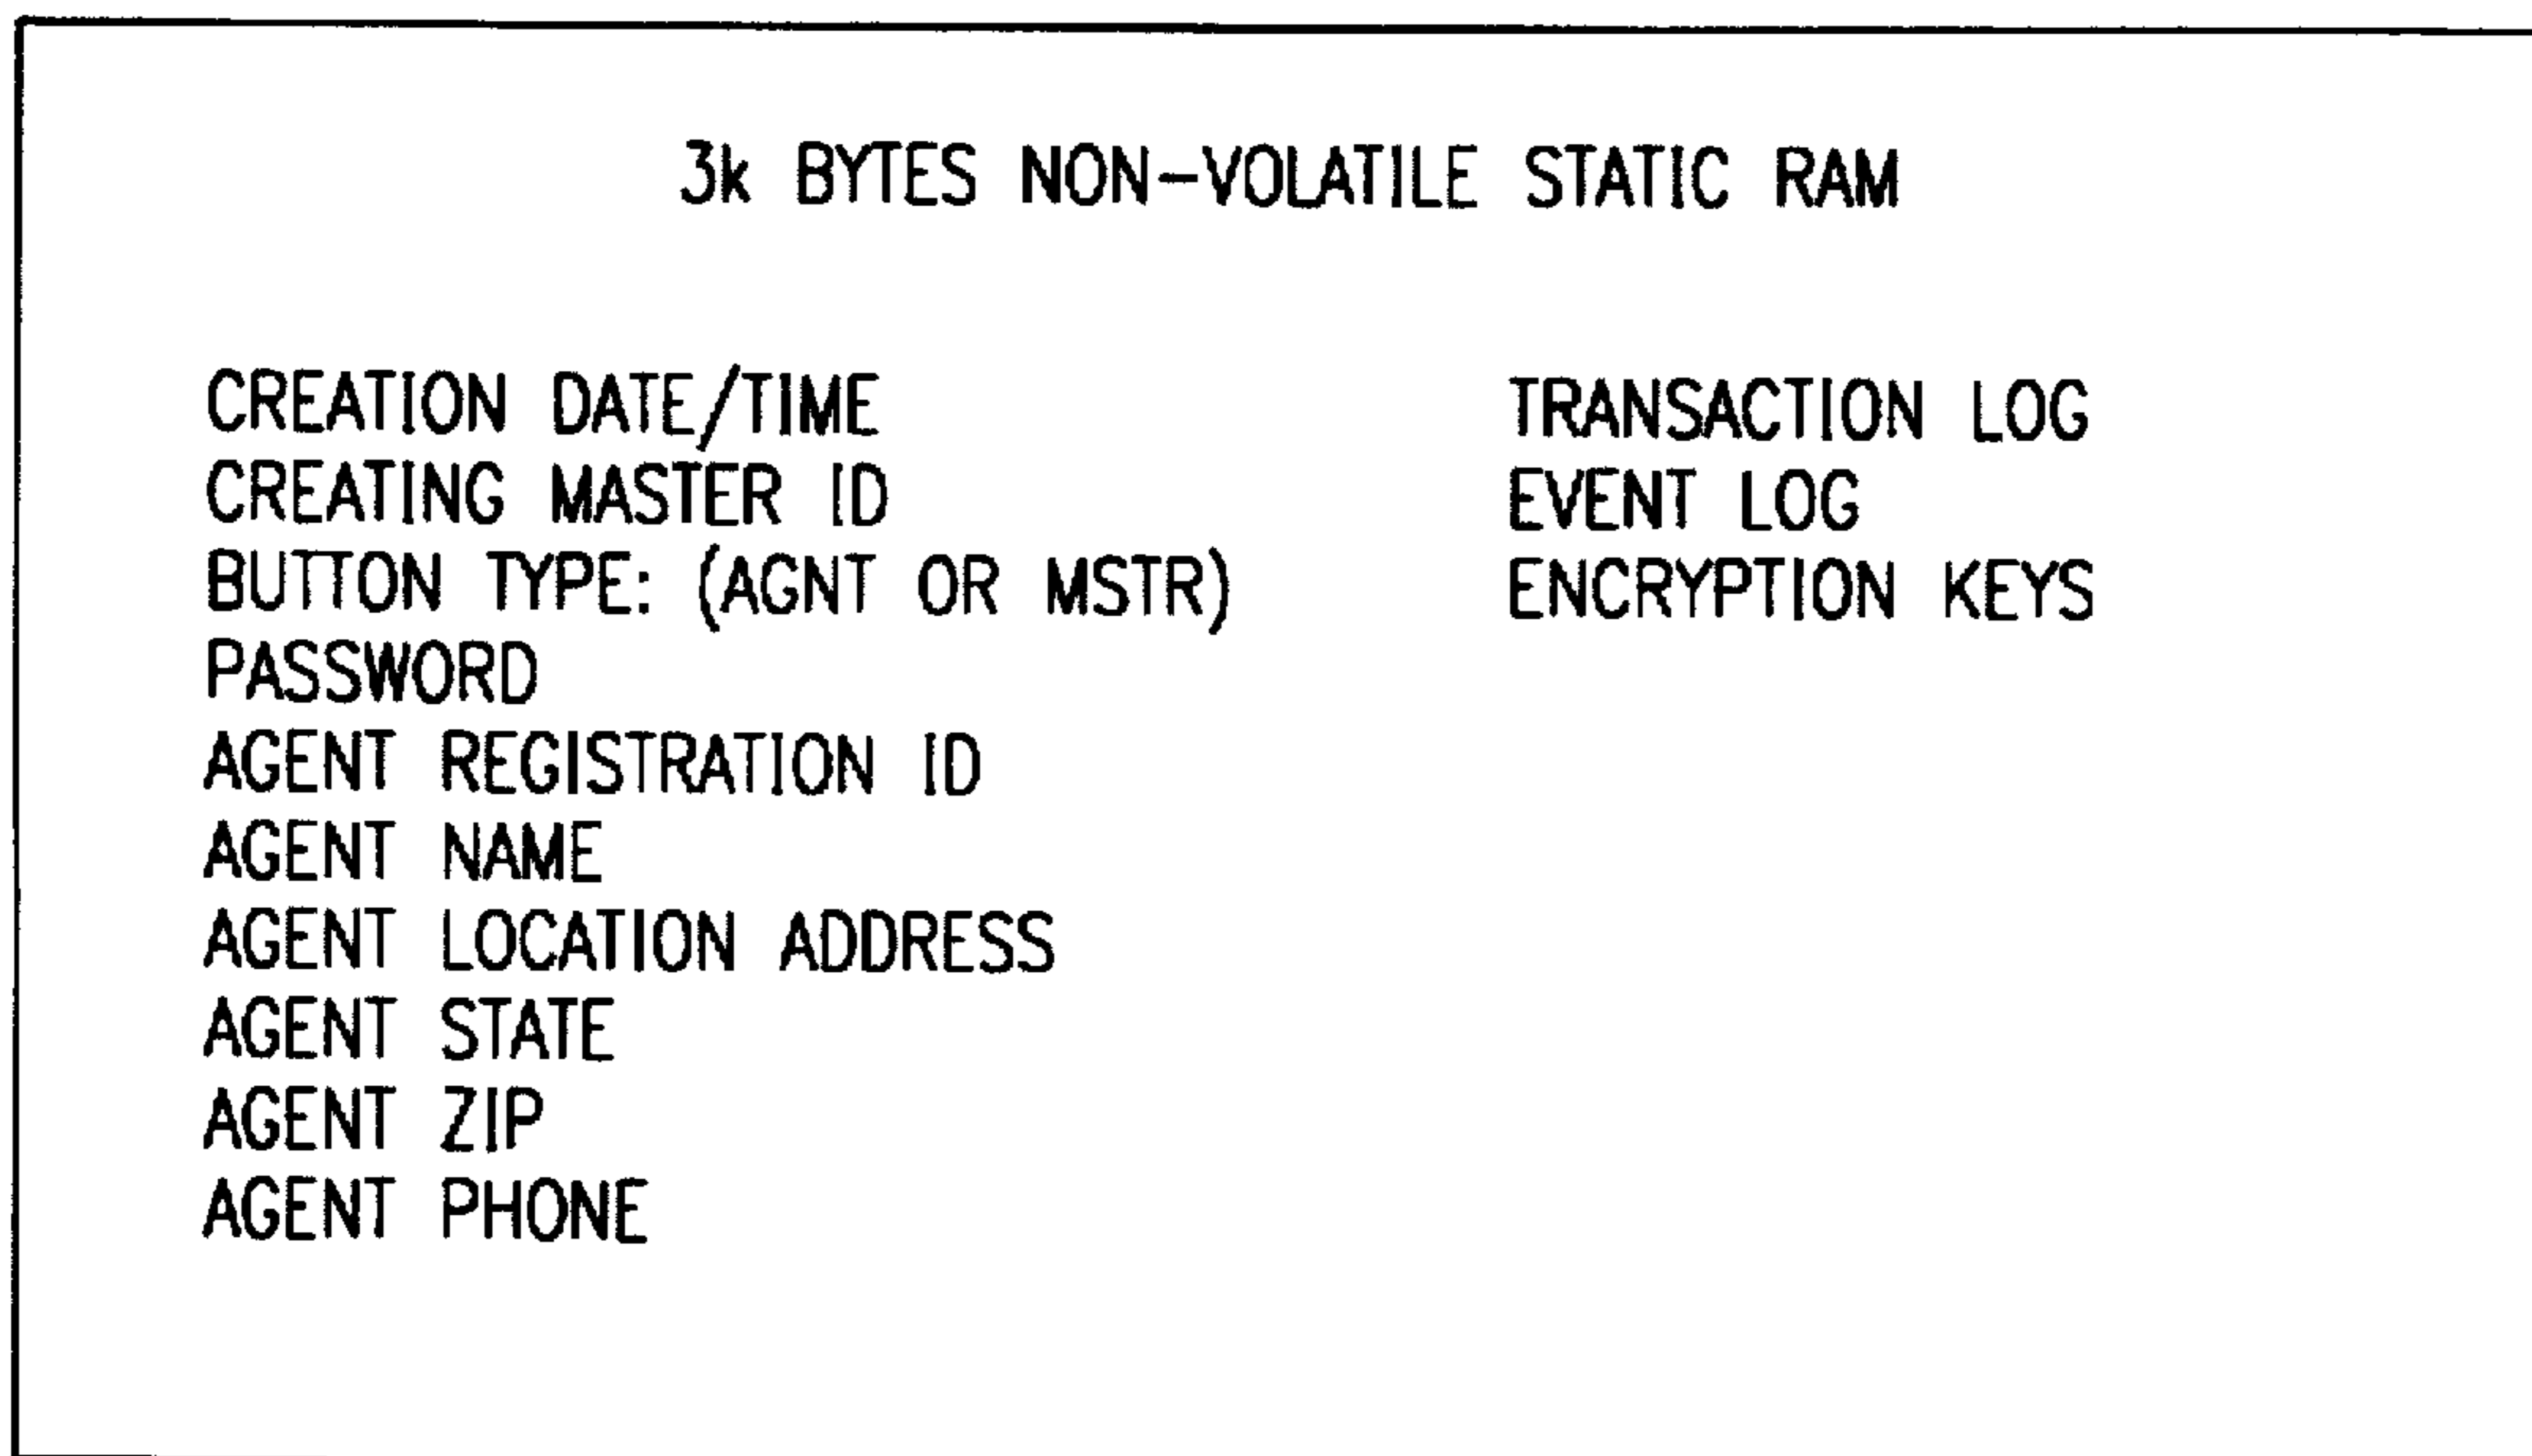 3k BYTES NON-VOLATILE STATIC RAM
CREATION DATE/TIME
CREATING MASTER ID
BUTTON TYPE: (AGNT OR MSTR)
PASSWORD
AGENT REGISTRATION ID
AGENT NAME
AGENT LOCATION ADDRESS
AGENT STATE
AGENT ZIP
AGENT PHONE
TRANSACTION LOG
EVENT LOG
ENCRYPTION KEYS